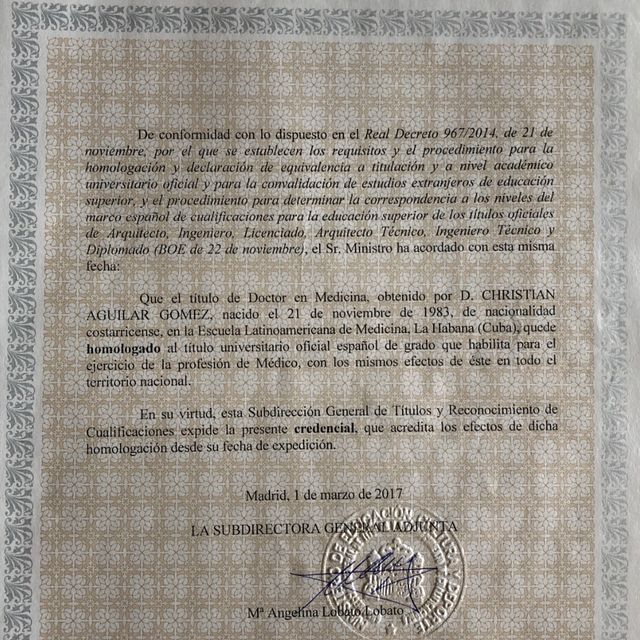 De conformidad con lo dispuesto en el Real Decreto 967/2014, de 21 de
noviembre, por el que se establecen los requisitos y el procedimiento para la
homologación y declaración de equivalencia a titulación y a nivel académico
universitario oficial y para la convalidación de estudios extranjeros de educación
superior, y el procedimiento para determinar la correspondencia a los niveles del
marco español de cualificaciones para la educación superior de los títulos oficiales
de Arquitecto, Ingeniero, Licenciado, Arquitecto Técnico, Ingeniero Técnico y
Diplomado (BOE de 22 de noviembre), el Sr. Ministro ha acordado con esta misma
fecha:
Que el título de Doctor en Medicina, obtenido por D. CHRISTIAN
AGUILAR GOMEZ, nacido el 21 de noviembre de 1983, de nacionalidad
costarricense, en la Escuela Latinoamericana de Medicina, La Habana (Cuba), quede
homologado al título universitario oficial español de grado que habilita para el
ejercicio de la profesión de Médico, con los mismos efectos de éste en todo el
territorio nacional.
En su virtud, esta Subdirección General de Títulos y Reconocimiento de
Cualificaciones expide la presente credencial, que acredita los efectos de dicha
homologación desde su fecha de expedición.
Madrid, 1 de marzo de 2017
LA SUBDIRECTORA GENERAL ADJUNTA
Mª Angelina Lobato Lobato
DE EDUCACIÓN, CULTURA Y DEPORTE